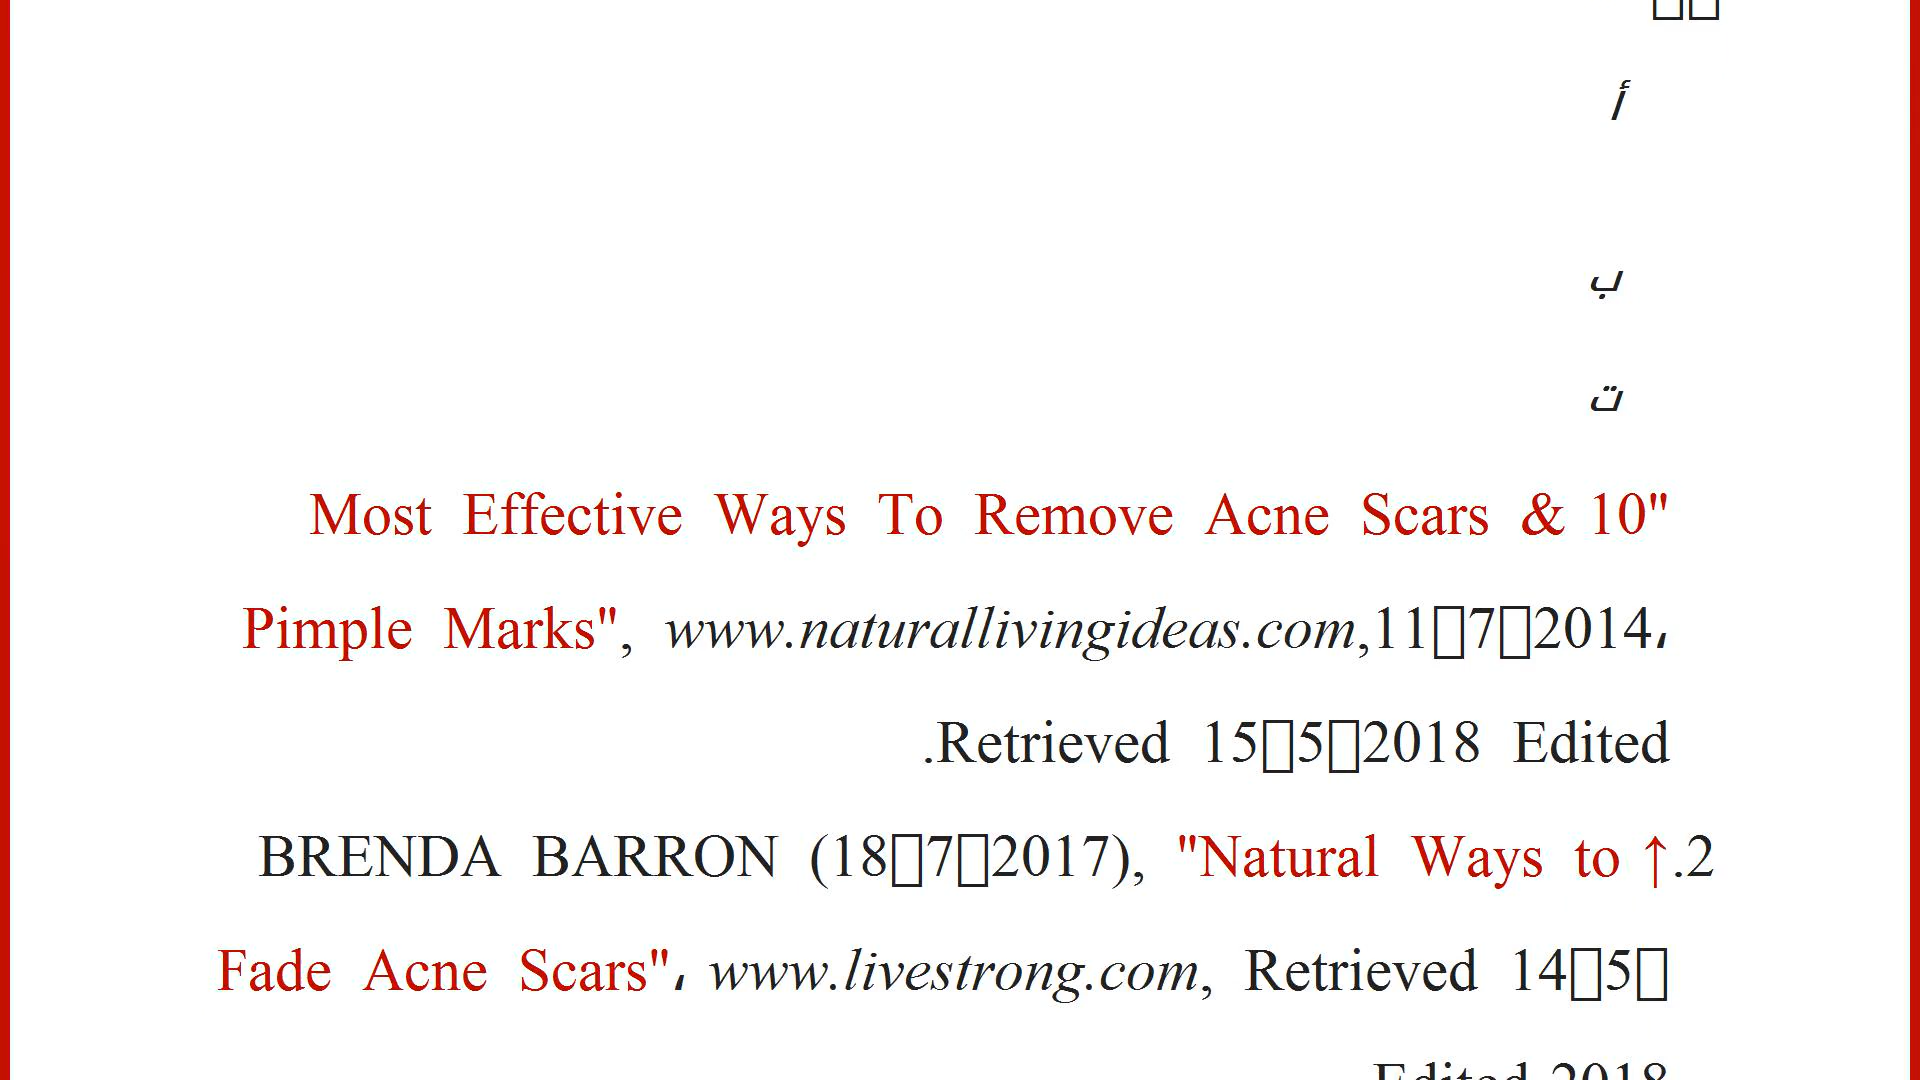 أ
ب
ت
Most Effective Ways To Remove Acne Scars & 10"
Pimple Marks", www.naturallivingideas.com,11▯7▯2014،
.Retrieved 15▯5▯2018 Edited
BRENDA BARRON (18▯7▯2017), "Natural Ways to ↑.2
Fade Acne Scars"، www.livestrong.com, Retrieved 14▯5▯
Edited 2018